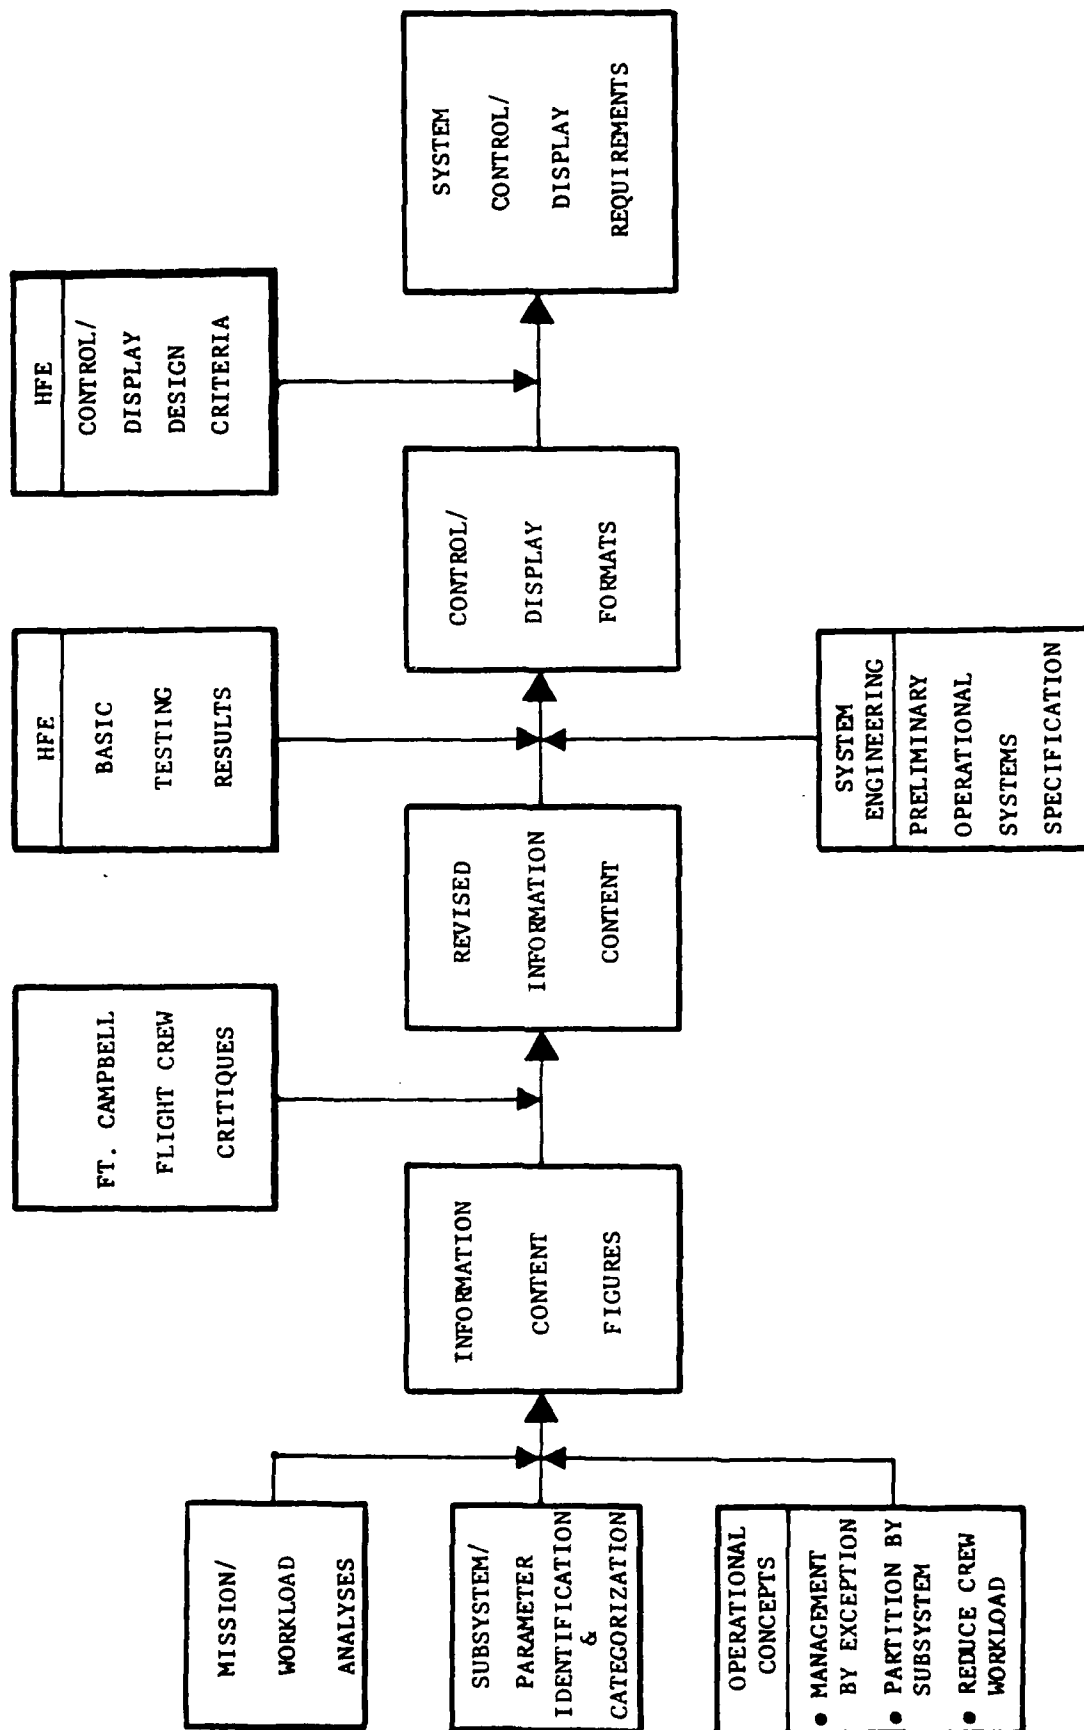 MISSION/
WORKLOAD
ANALYSES
SUBSYSTEM/
PARAMETER
IDENTIFICATION
&
CATEGORIZATION
OPERATIONAL
CONCEPTS
• MANAGEMENT
BY EXCEPTION
• PARTITION BY
SUBSYSTEM
• REDUCE CREW
WORKLOAD
INFORMATION
CONTENT
FIGURES
FT. CAMPBELL
FLIGHT CREW
CRITIQUES
REVISED
INFORMATION
CONTENT
HFE
BASIC
TESTING
RESULTS
SYSTEM
ENGINEERING
PRELIMINARY
OPERATIONAL
SYSTEMS
SPECIFICATION
CONTROL/
DISPLAY
FORMATS
HFE
CONTROL/
DISPLAY
DESIGN
CRITERIA
SYSTEM
CONTROL/
DISPLAY
REQUIREMENTS